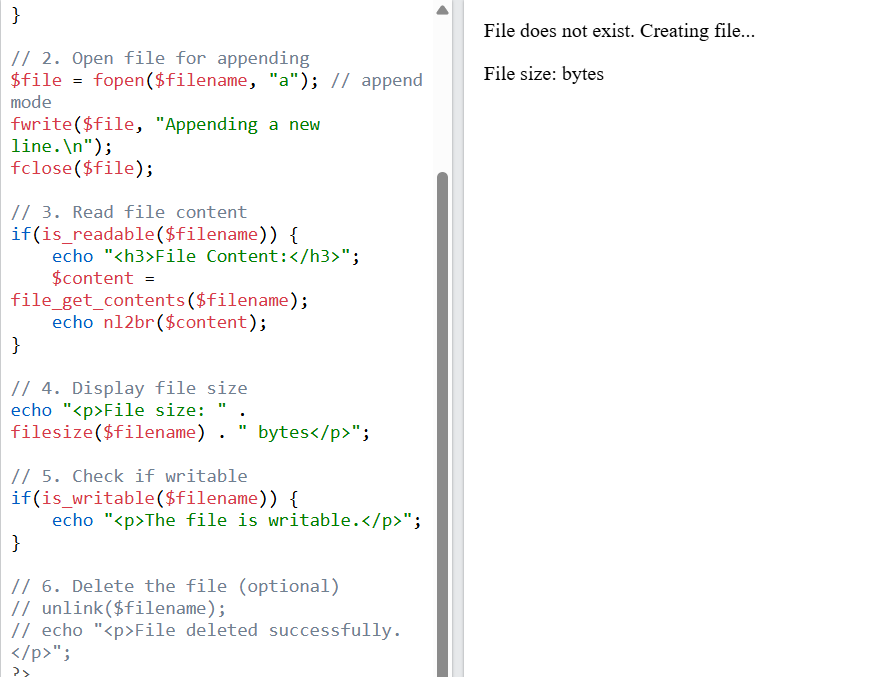 }
// 2. Open file for appending
$file = fopen($filename, "a"); // append
mode
fwrite($file, "Appending a new
line.\n");
fclose($file);
// 3. Read file content
if(is_readable($filename)) {
    echo "<h3>File Content:</h3>";
    $content =
file_get_contents($filename);
    echo nl2br($content);
}
// 4. Display file size
echo "<p>File size: " .
filesize($filename) . " bytes</p>";
// 5. Check if writable
if(is_writable($filename)) {
    echo "<p>The file is writable.</p>";
}
// 6. Delete the file (optional)
// unlink($filename);
// echo "<p>File deleted successfully.
</p>";
?>
File does not exist. Creating file...
File size: bytes